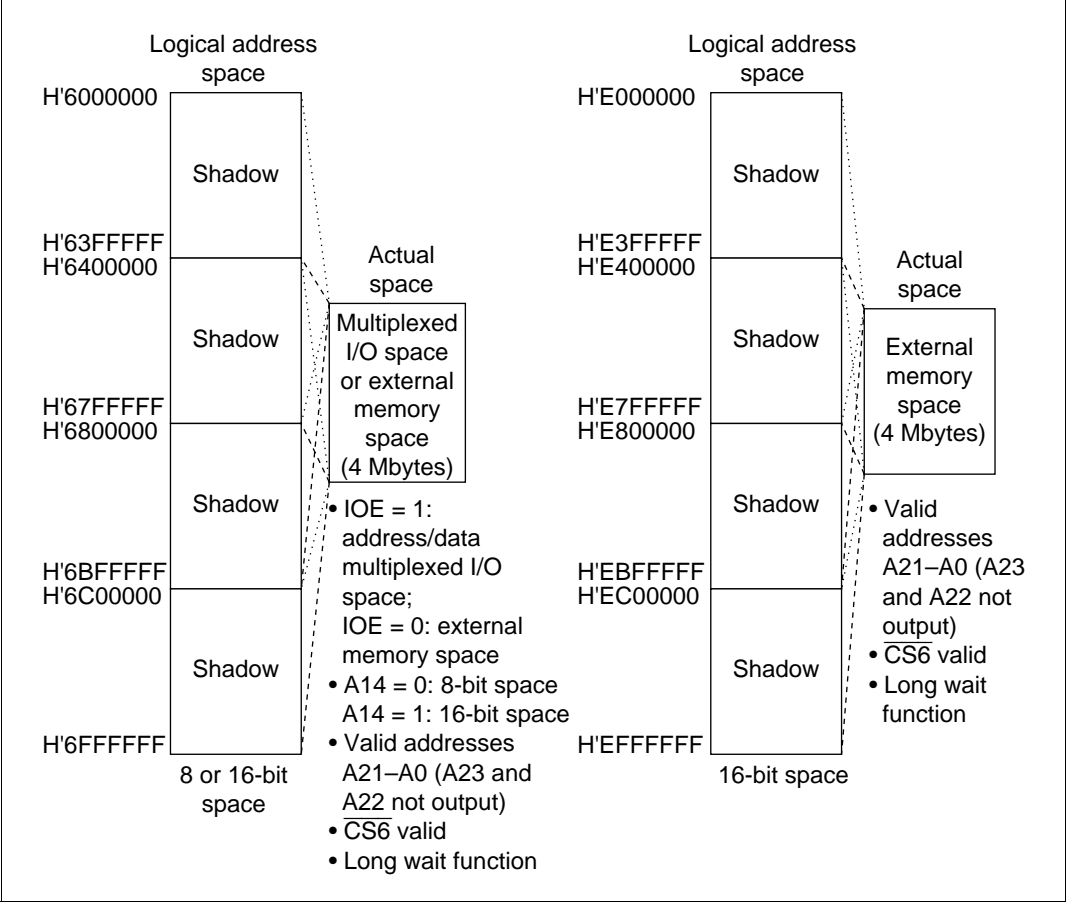 Logical address
space
H'6000000
Shadow
H'63FFFFF
H'6400000
Shadow
H'67FFFFF
H'6800000
Shadow
H'6BFFFFF
H'6C00000
Shadow
H'6FFFFFF
8 or 16-bit
space
Actual
space
Multiplexed
I/O space
or external
memory
space
(4 Mbytes)
• IOE = 1:
address/data
multiplexed I/O
space;
IOE = 0: external
memory space
• A14 = 0: 8-bit space
A14 = 1: 16-bit space
• Valid addresses
A21–A0 (A23 and
A22 not output)
• C̅S̅6̅ valid
• Long wait function
Logical address
space
H'E000000
Shadow
H'E3FFFFF
H'E400000
Shadow
H'E7FFFFF
H'E800000
Shadow
H'EBFFFFF
H'EC00000
Shadow
H'EFFFFFF
16-bit space
Actual
space
External
memory
space
(4 Mbytes)
• Valid
addresses
A21–A0 (A23
and A22 not
output)
• C̅S̅6̅ valid
• Long wait
function